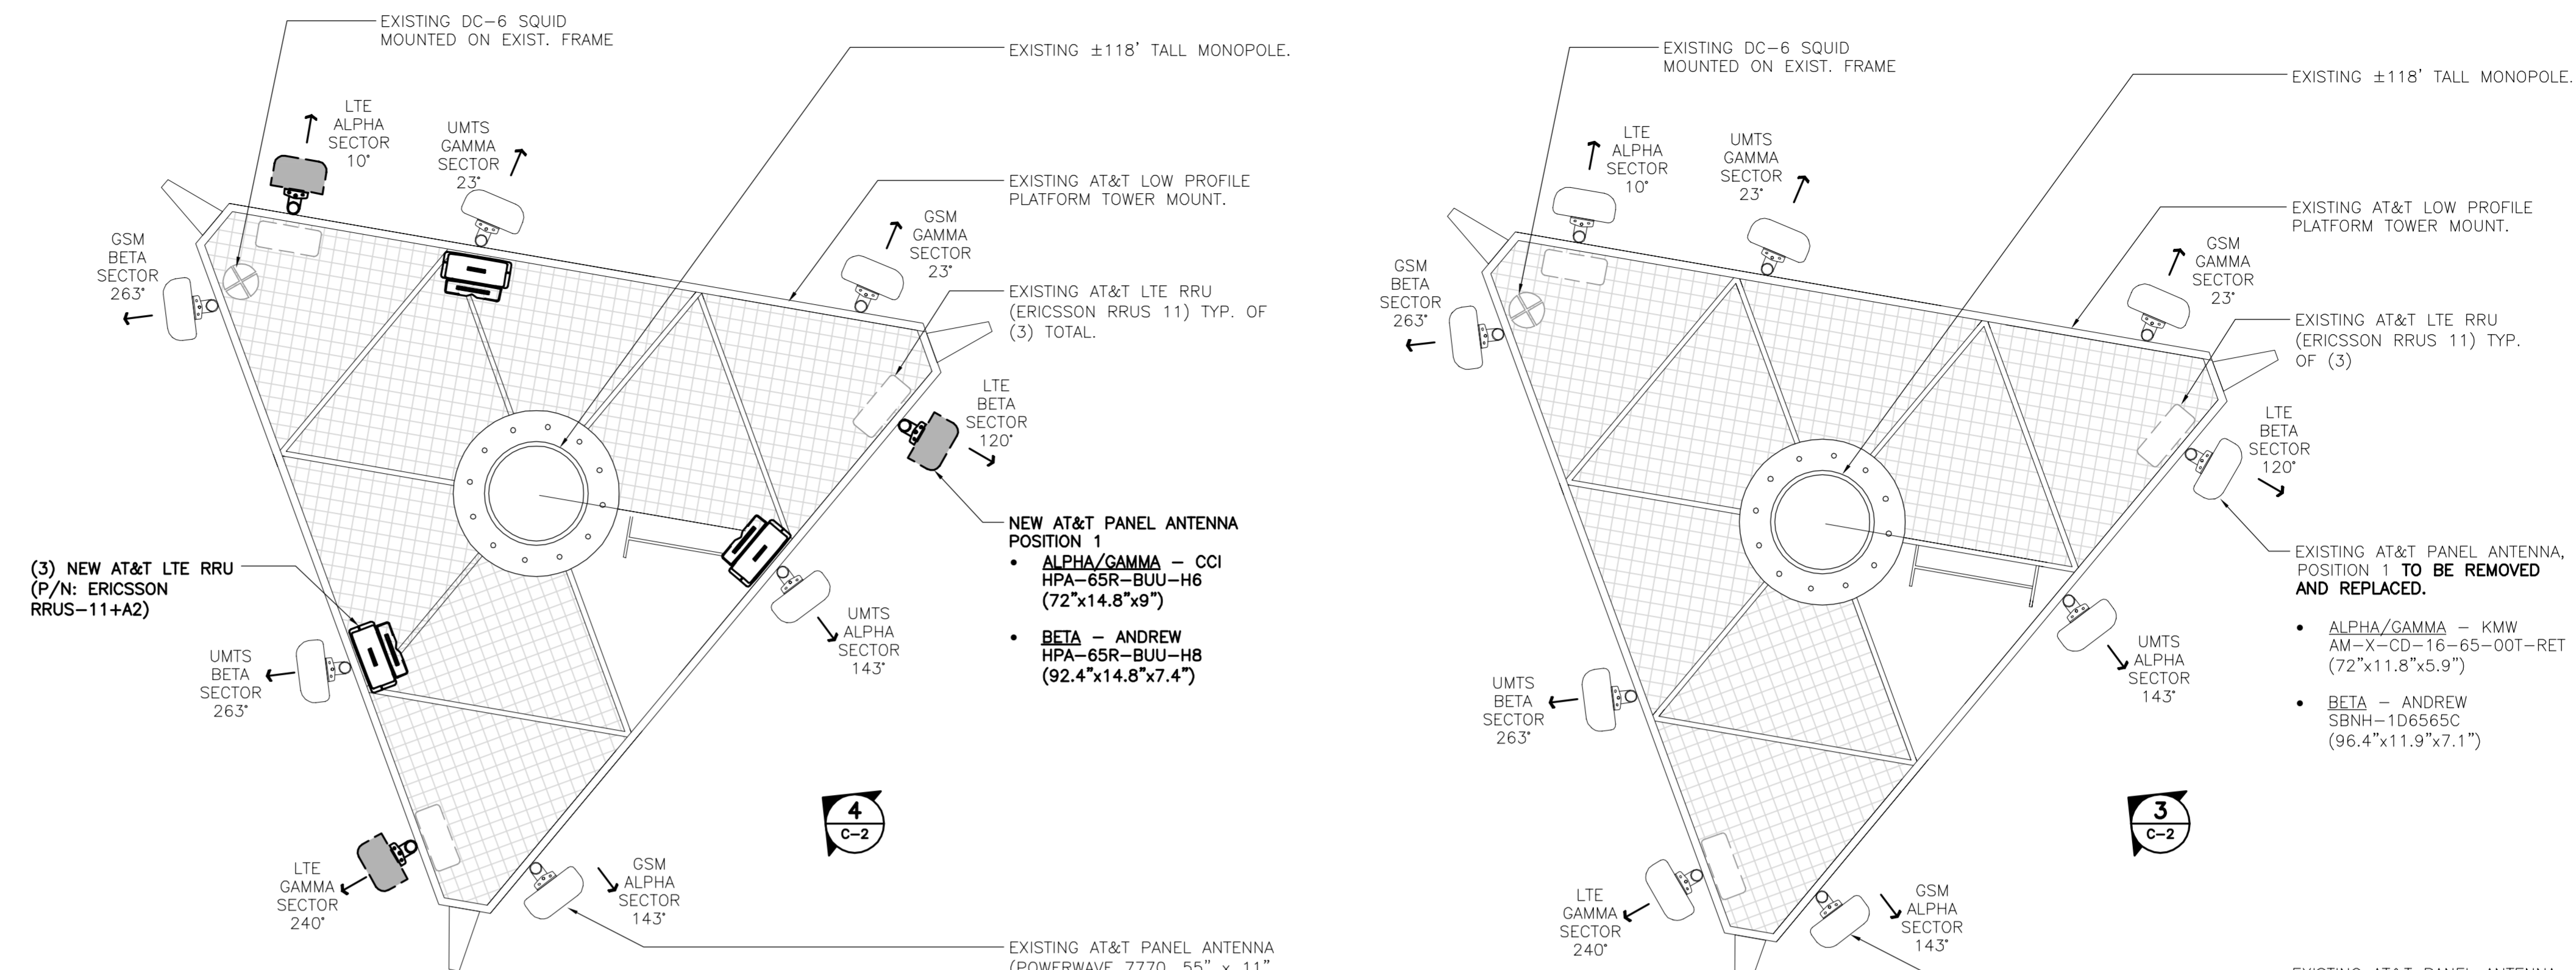 EXISTING DC-6 SQUID
MOUNTED ON EXIST. FRAME
EXISTING ±118' TALL MONOPOLE.
LTE
ALPHA
SECTOR
10°
UMTS
GAMMA
SECTOR
23°
EXISTING AT&T LOW PROFILE
PLATFORM TOWER MOUNT.
GSM
GAMMA
SECTOR
23°
GSM
BETA
SECTOR
263°
EXISTING AT&T LTE RRU
(ERICSSON RRUS 11) TYP. OF
(3) TOTAL.
LTE
BETA
SECTOR
120°
NEW AT&T PANEL ANTENNA
POSITION 1
• ALPHA/GAMMA - CCI
HPA-65R-BUU-H6
(72"x14.8"x9")
• BETA - ANDREW
HPA-65R-BUU-H8
(92.4"x14.8"x7.4")
(3) NEW AT&T LTE RRU
(P/N: ERICSSON
RRUS-11+A2)
UMTS
ALPHA
SECTOR
143°
UMTS
BETA
SECTOR
263°
4
C-2
LTE
GAMMA
SECTOR
240°
GSM
ALPHA
SECTOR
143°
EXISTING AT&T PANEL ANTENNA
(POWERWAVE 7770, 55" x 11"
EXISTING DC-6 SQUID
MOUNTED ON EXIST. FRAME
EXISTING ±118' TALL MONOPOLE.
LTE
ALPHA
SECTOR
10°
UMTS
GAMMA
SECTOR
23°
EXISTING AT&T LOW PROFILE
PLATFORM TOWER MOUNT.
GSM
GAMMA
SECTOR
23°
GSM
BETA
SECTOR
263°
EXISTING AT&T LTE RRU
(ERICSSON RRUS 11) TYP.
OF (3)
LTE
BETA
SECTOR
120°
EXISTING AT&T PANEL ANTENNA,
POSITION 1 TO BE REMOVED
AND REPLACED.
• ALPHA/GAMMA - KMW
AM-X-CD-16-65-00T-RET
(72"x11.8"x5.9")
• BETA - ANDREW
SBNH-1D6565C
(96.4"x11.9"x7.1")
UMTS
ALPHA
SECTOR
143°
UMTS
BETA
SECTOR
263°
3
C-2
LTE
GAMMA
SECTOR
240°
GSM
ALPHA
SECTOR
143°
EXISTING AT&T PANEL ANTENNA